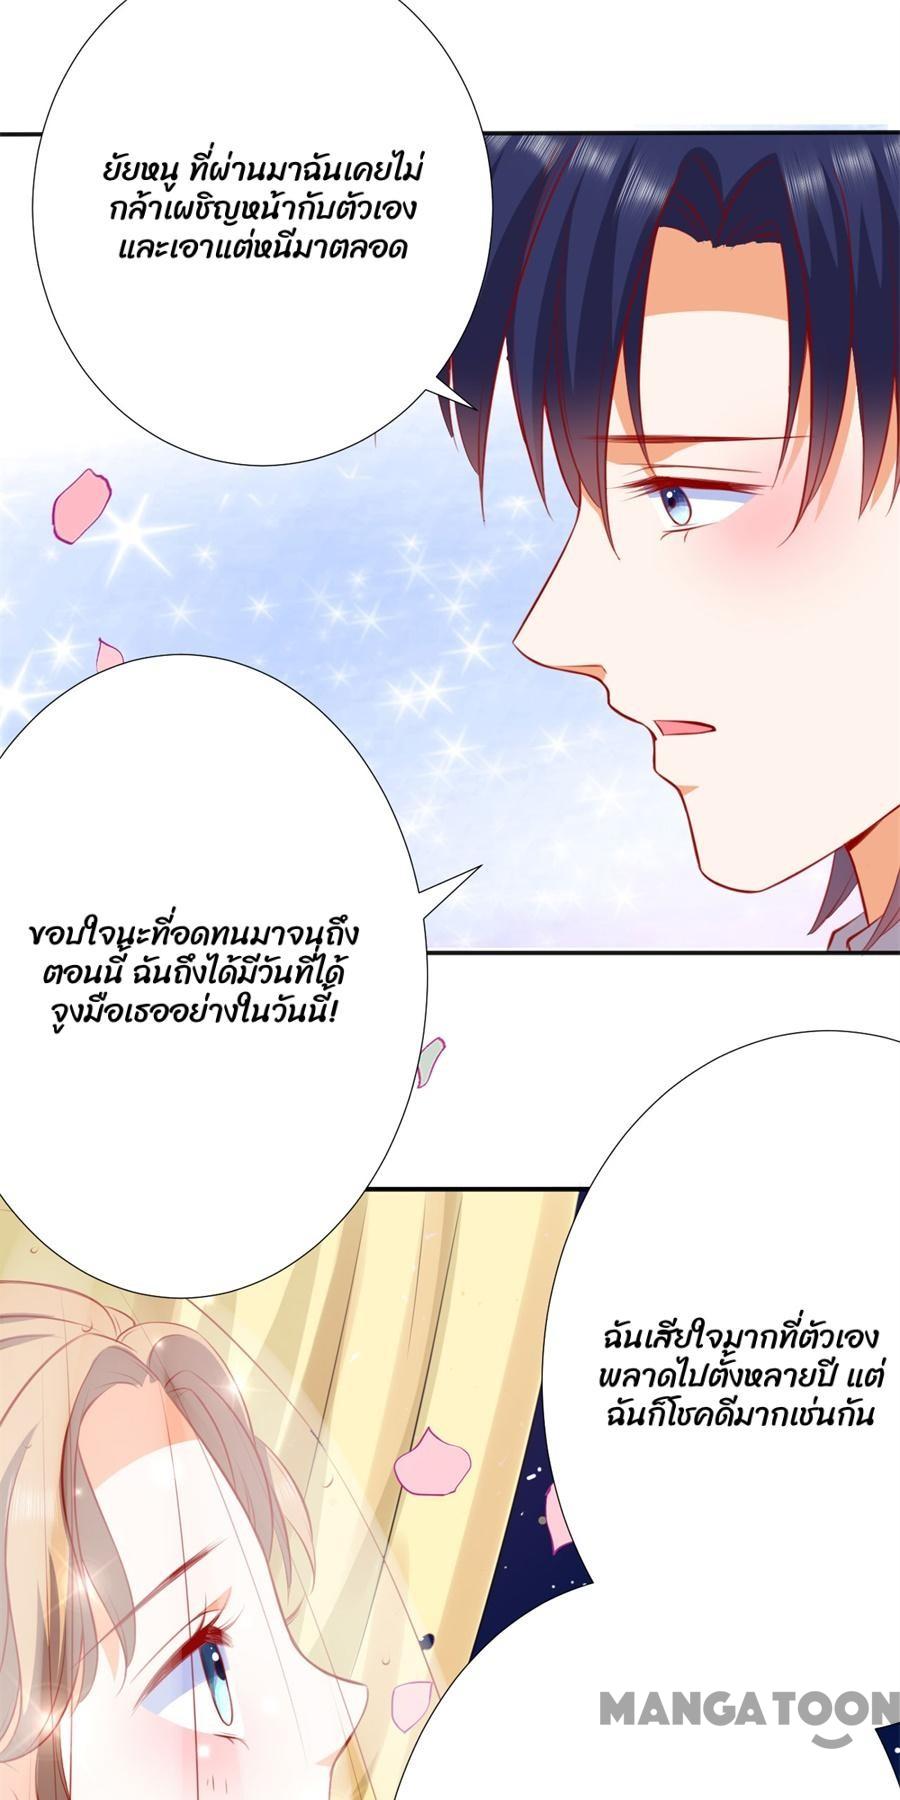 ยัยหนู ที่ผ่านมาฉันเคยไม่
กล้าเผชิญหน้ากับตัวเอง
และเอาแต่หนีมาตลอด
ขอบใจนะที่อดทนมาจนถึง
ตอนนี้ ฉันถึงได้มีวันที่ได้
จูงมือเธออย่างในวันนี้!
ฉันเสียใจมากที่ตัวเอง
พลาดไปตั้งหลายปี แต่
ฉันก็โชคดีมากเช่นกัน
MANGATOON